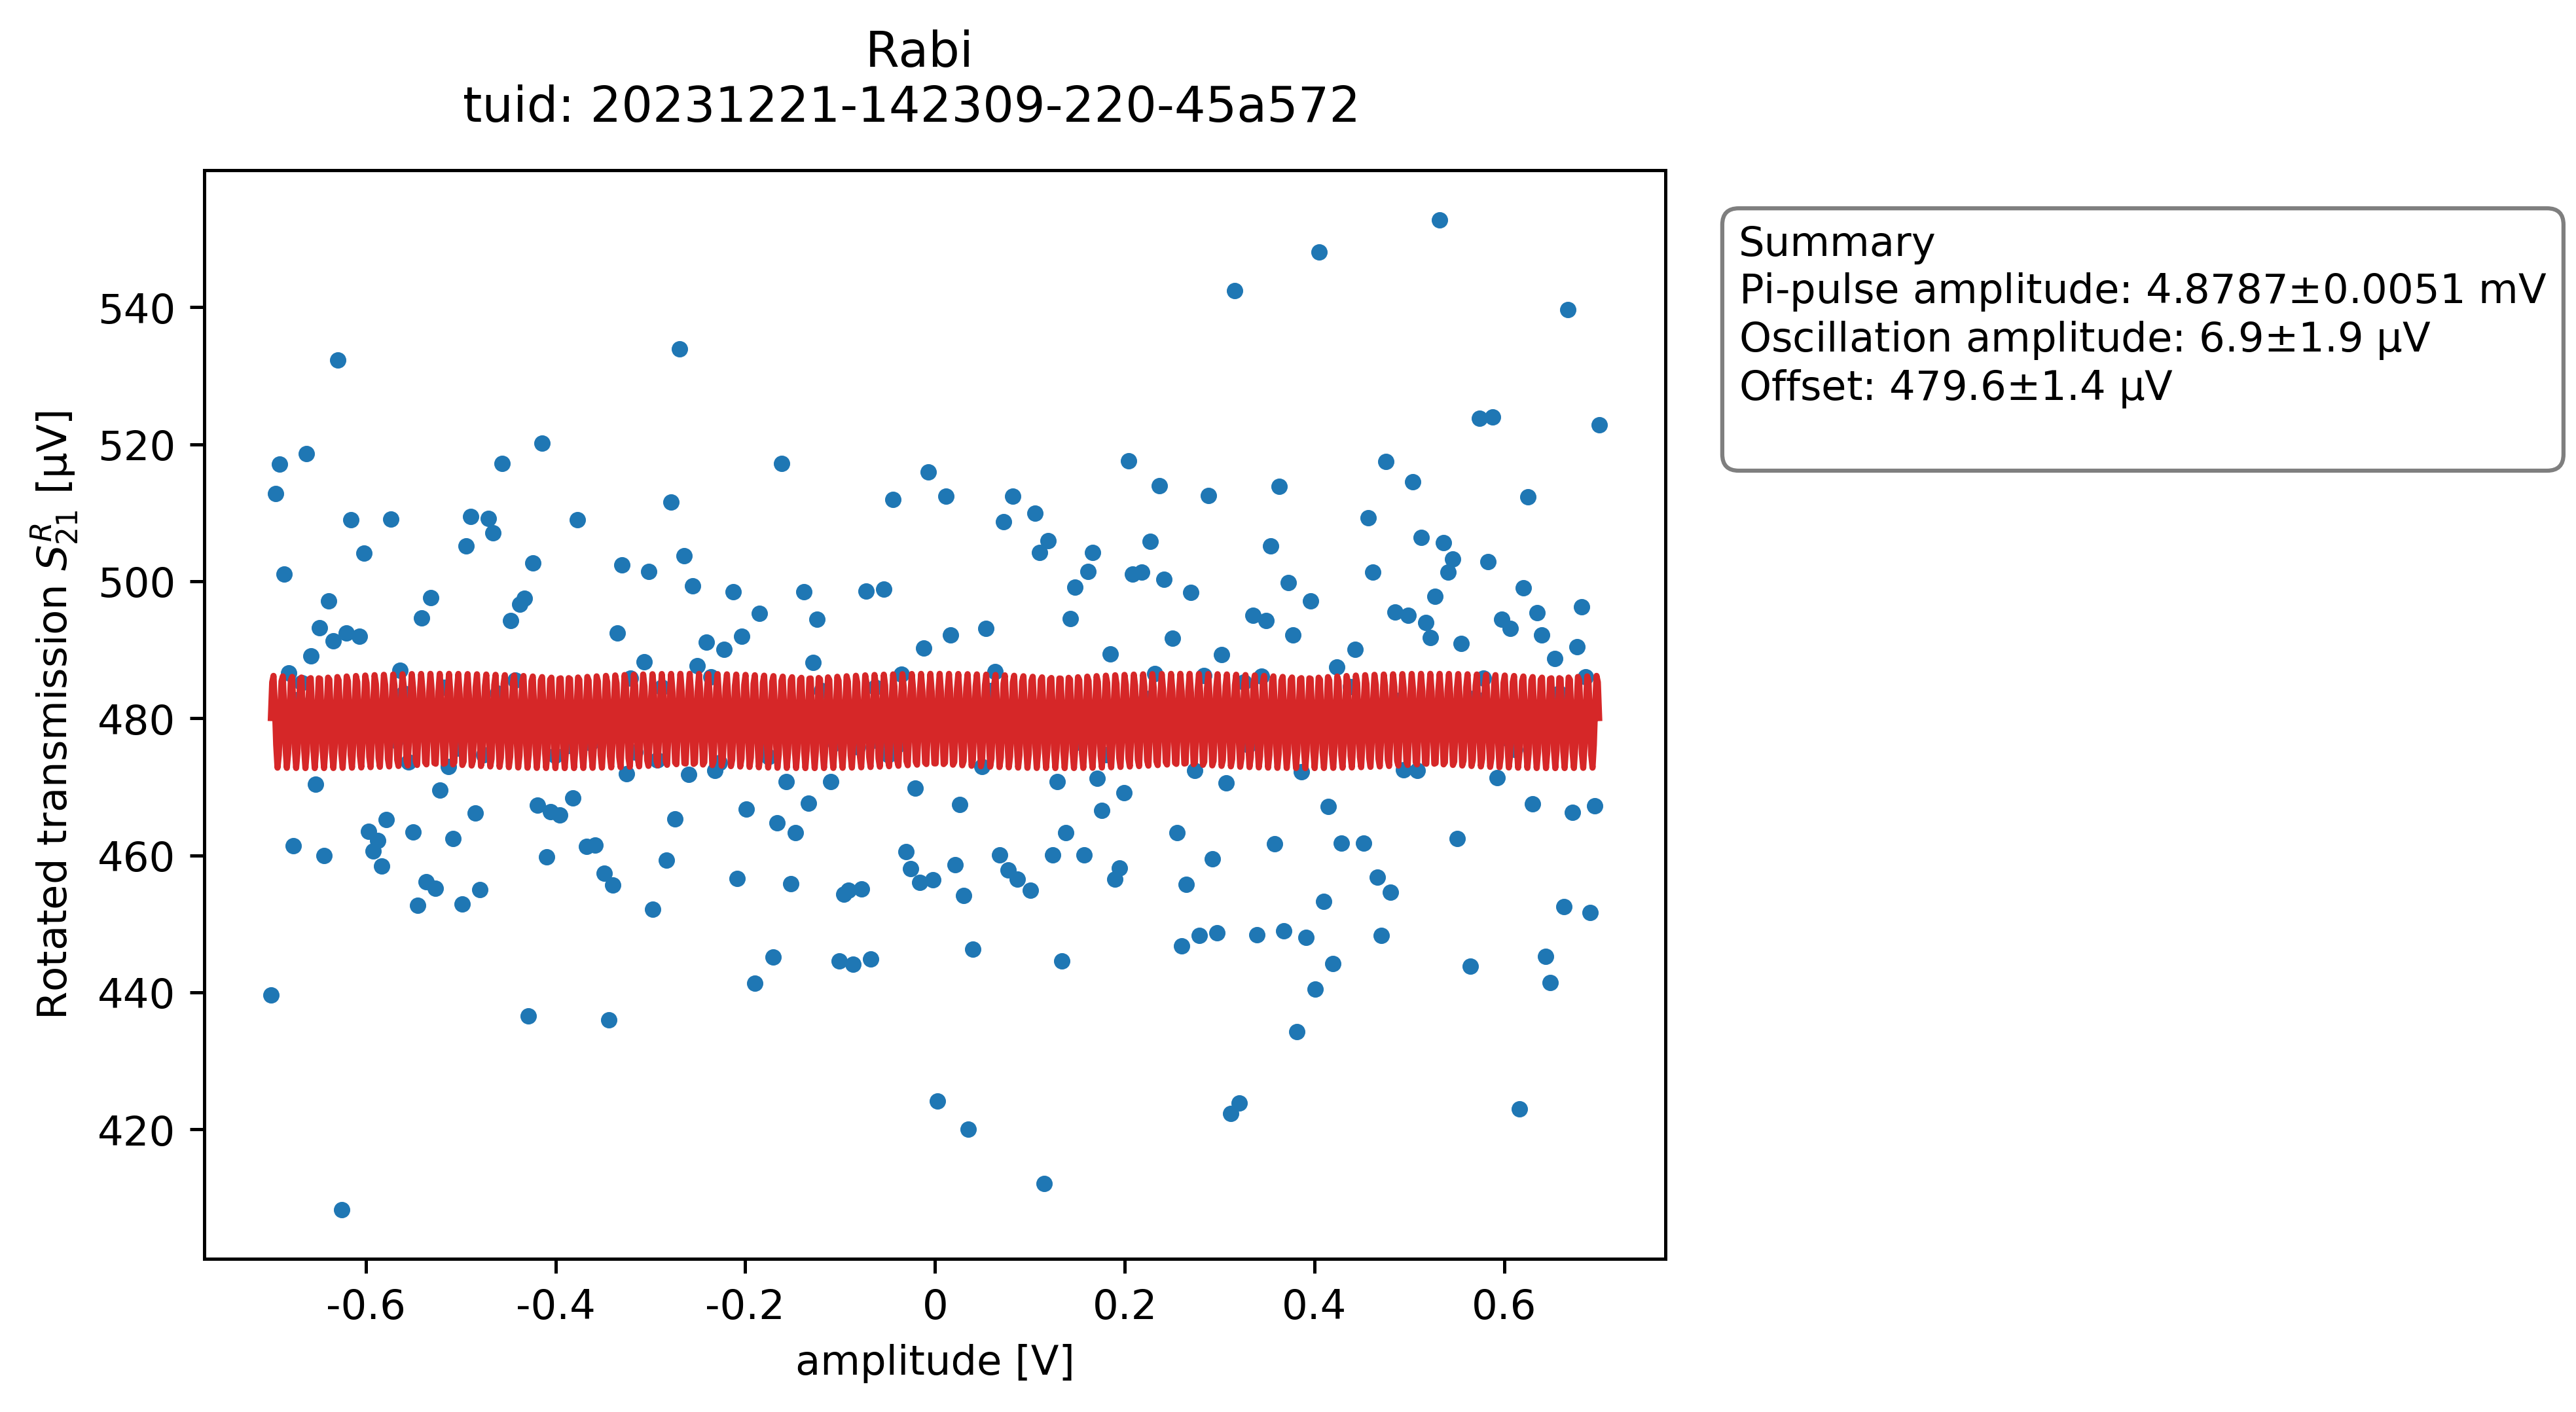 Rabi
tuid: 20231221-142309-220-45a572
Summary
Pi-pulse amplitude: 4.8787±0.0051 mV
Oscillation amplitude: 6.9±1.9 μV
Offset: 479.6±1.4 μV
Rotated transmission $S_{21}^{R}$ [μV]
540
520
500
480
460
440
420
-0.6 -0.4 -0.2 0 0.2 0.4 0.6
amplitude [V]